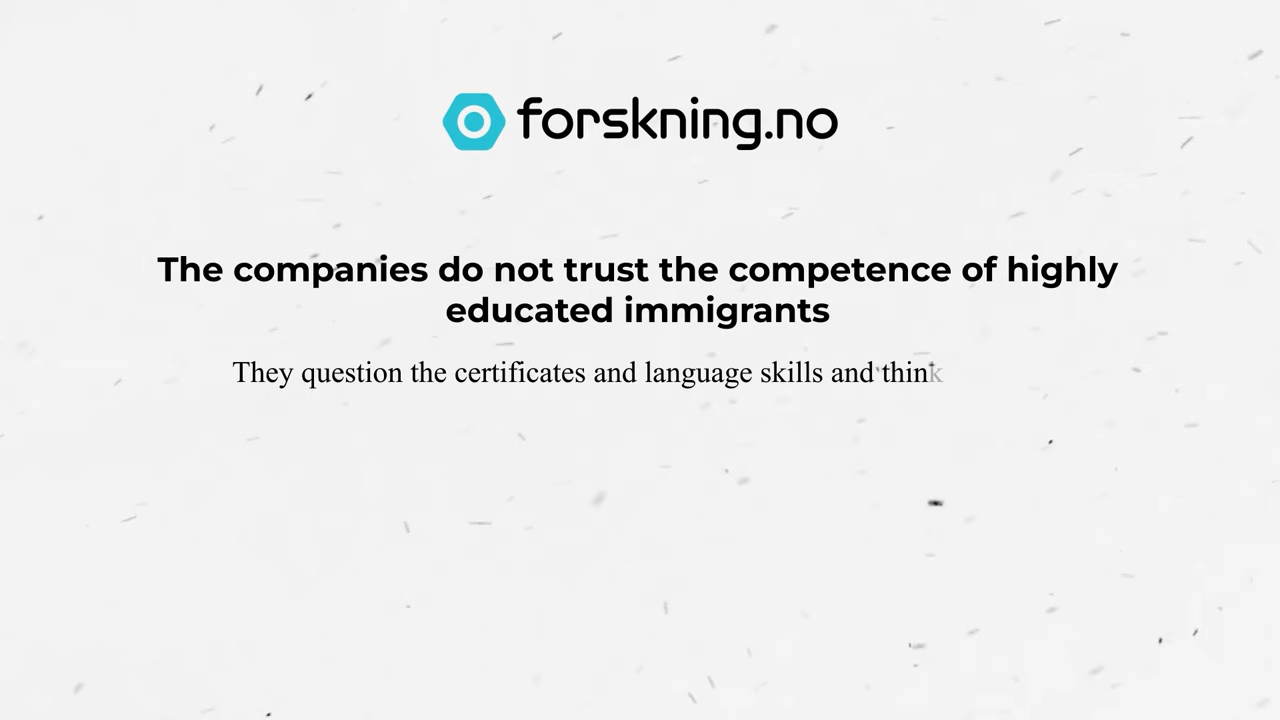 forskning.no
The companies do not trust the competence of highly
educated immigrants
They question the certificates and language skills and think